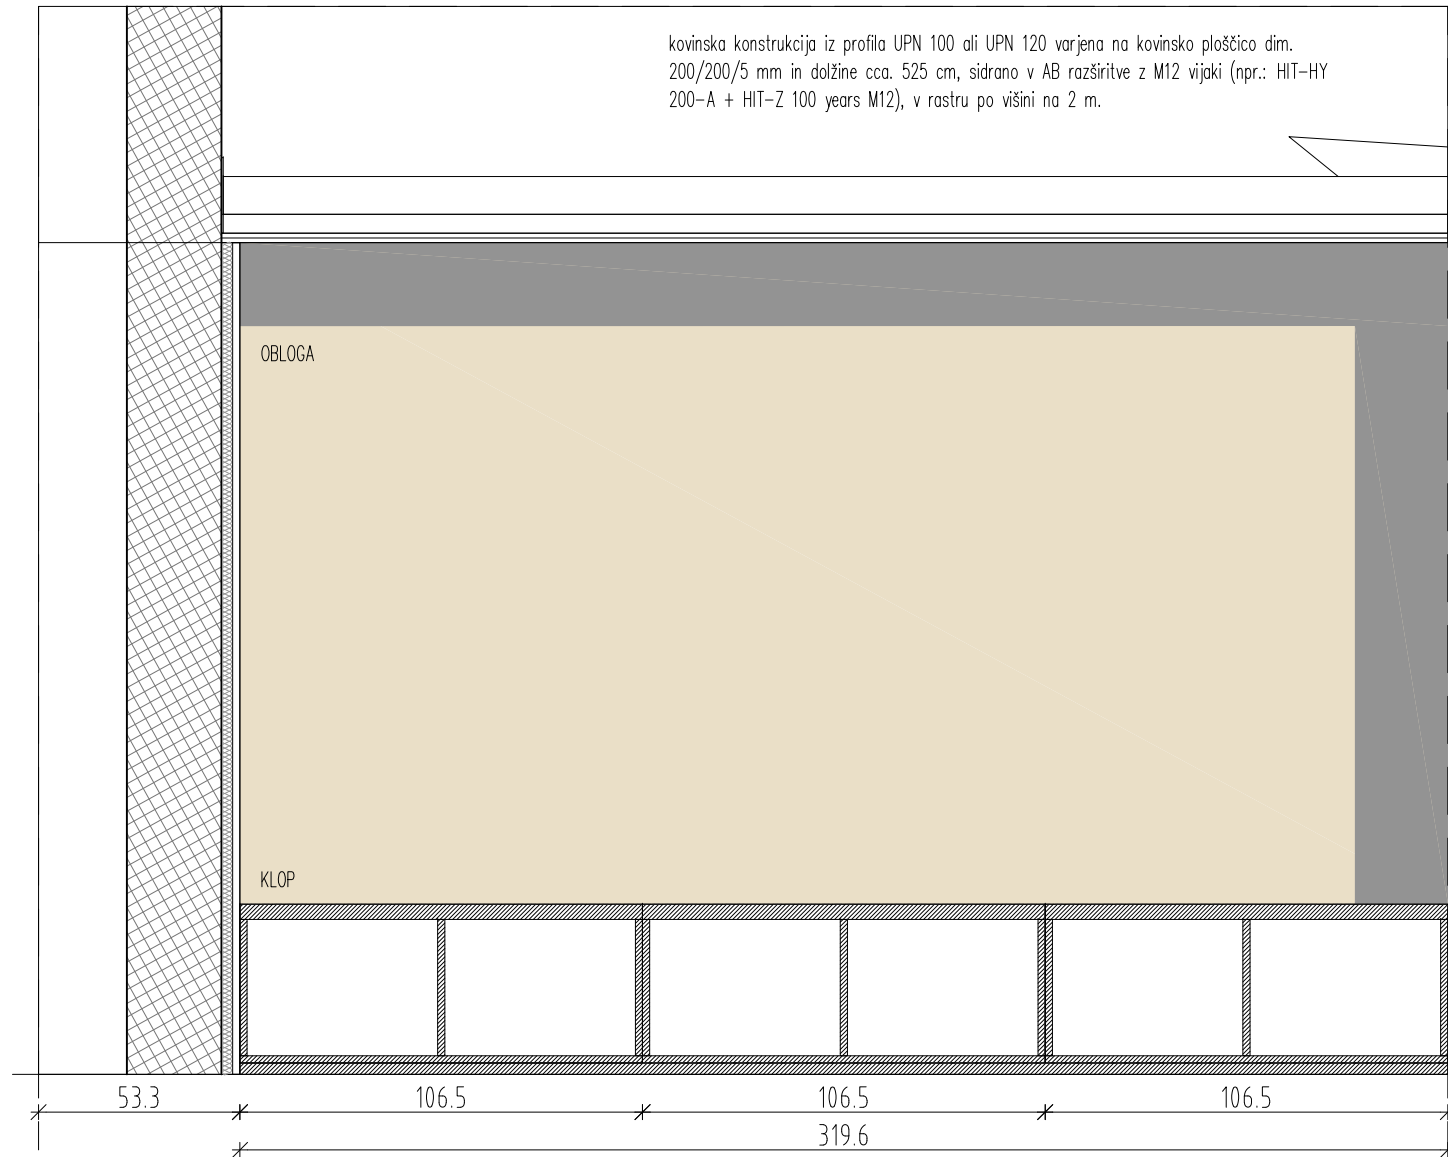 kovinska konstrukcija iz profila UPN 100 ali UPN 120 varjena na kovinsko ploščico dim.
200/200/5 mm in dolžine cca. 525 cm, sidrano v AB razširitve z M12 vijaki (npr.: HIT-HY
200-A + HIT-Z 100 years M12), v rastru po višini na 2 m.
OBLOGA
KLOP
53.3 106.5 106.5 106.5
319.6